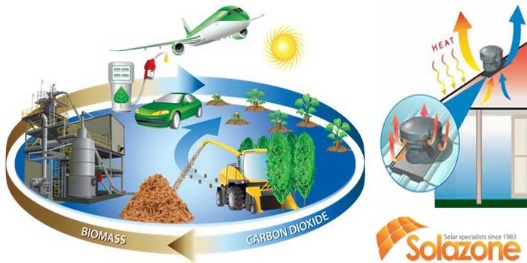 HEAT
BIOMASS
CARBON DIOXIDE
Solar specialists since 1983
Solazone